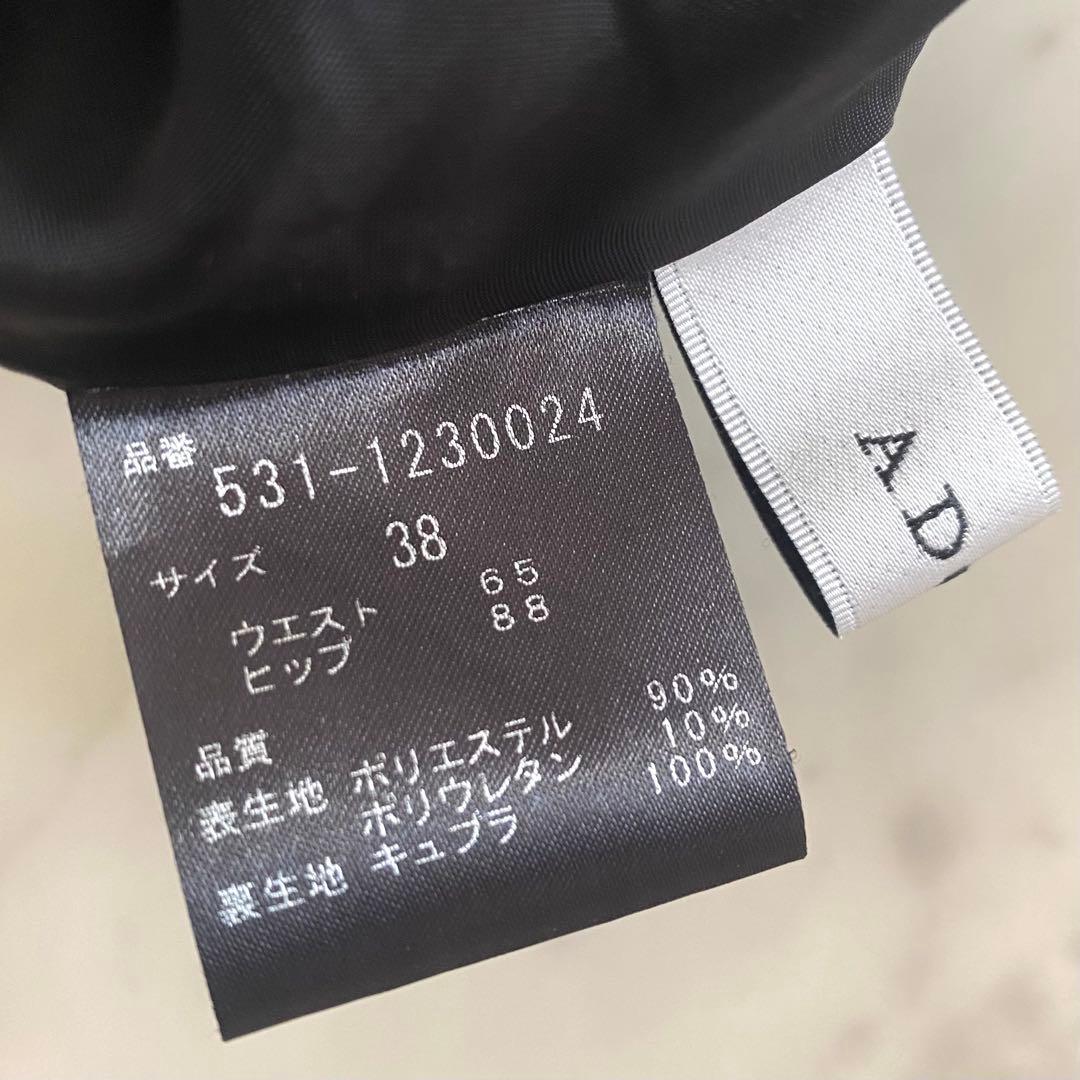 品番 531-1230024
サイズ 38
ウエスト 65
ヒップ 88
品質
表生地 ポリエステル 90%
ポリウレタン 10%
裏生地 キュプラ 100%
A.D